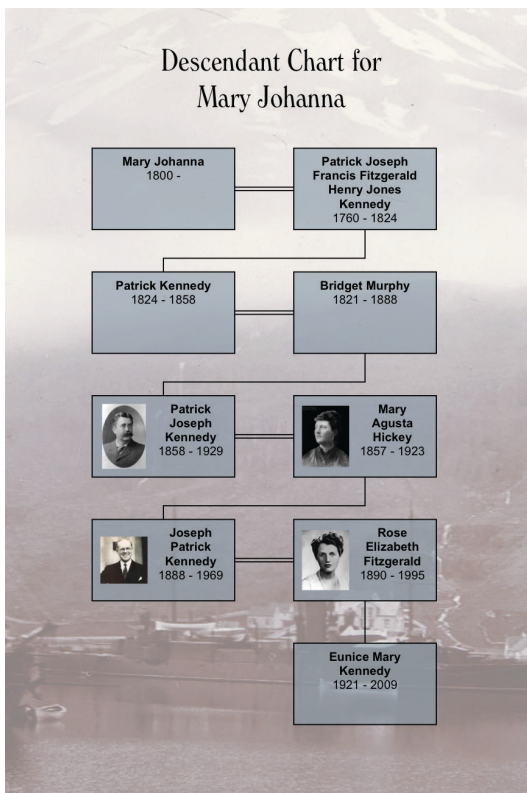 Descendant Chart for
Mary Johanna
Mary Johanna
1800 -
Patrick Joseph
Francis Fitzgerald
Henry Jones
Kennedy
1760 - 1824
Patrick Kennedy
1824 - 1858
Bridget Murphy
1821 - 1888
Patrick
Joseph
Kennedy
1858 - 1929
Mary
Agusta
Hickey
1857 - 1923
Joseph
Patrick
Kennedy
1888 - 1969
Rose
Elizabeth
Fitzgerald
1890 - 1995
Eunice Mary
Kennedy
1921 - 2009